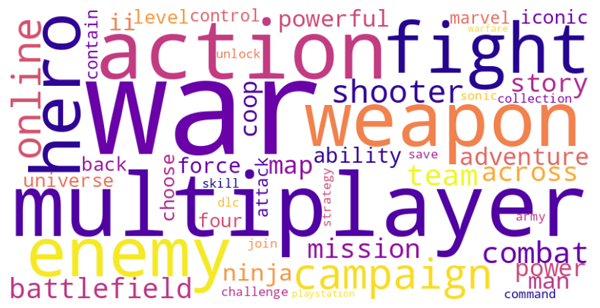 online
contain
ii
level
control
powerful
marvel
iconic
hero
action
fight
warfare
unlock
war
coop
shooter
story
sonic
collection
weapon
back
choose
force
attack
map
ability
save
adventure
universe
skill
team
across
multiplayer
dlc
four
strategy
army
enemy
join
mission
combat
battlefield
ninja
campaign
power
man
challenge
playstation
command